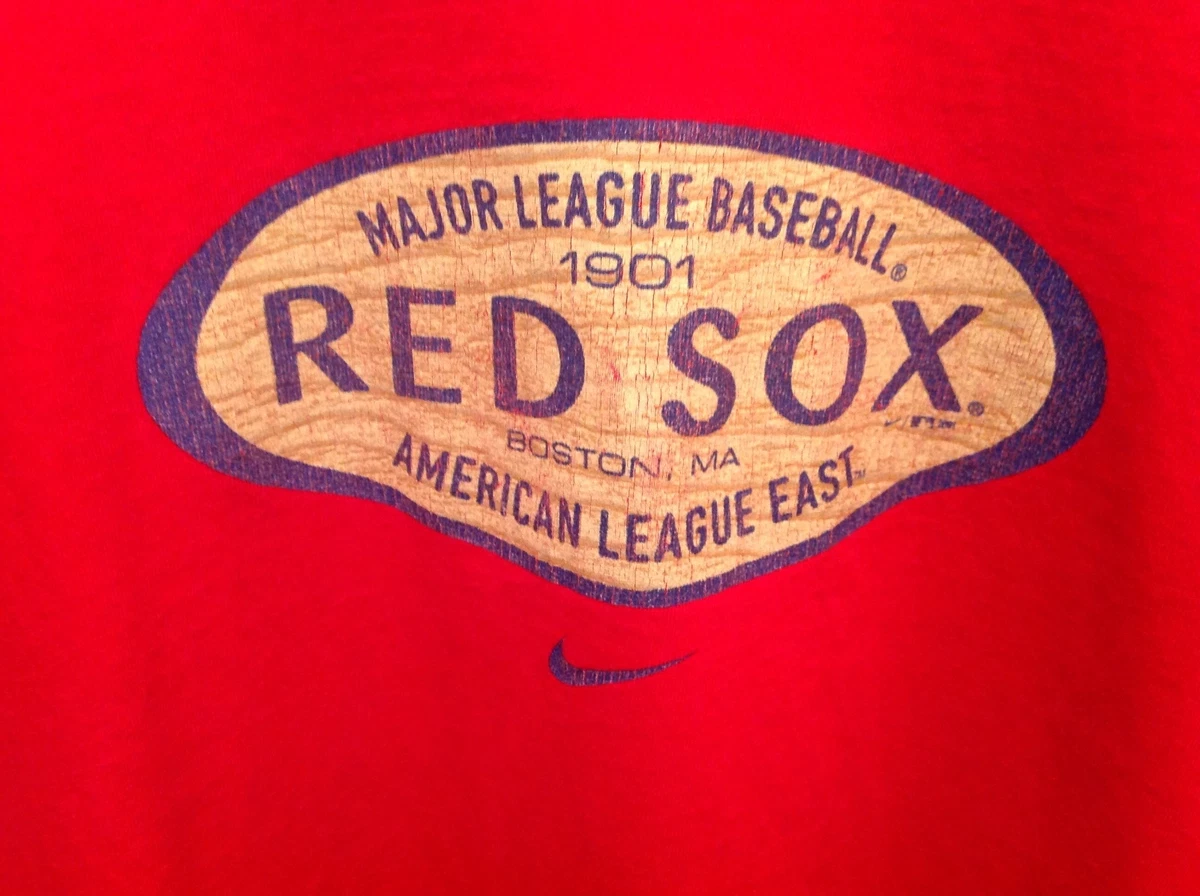 MAJOR LEAGUE BASEBALL®
1901
RED SOX®
BOSTON, MA
AMERICAN LEAGUE EAST™